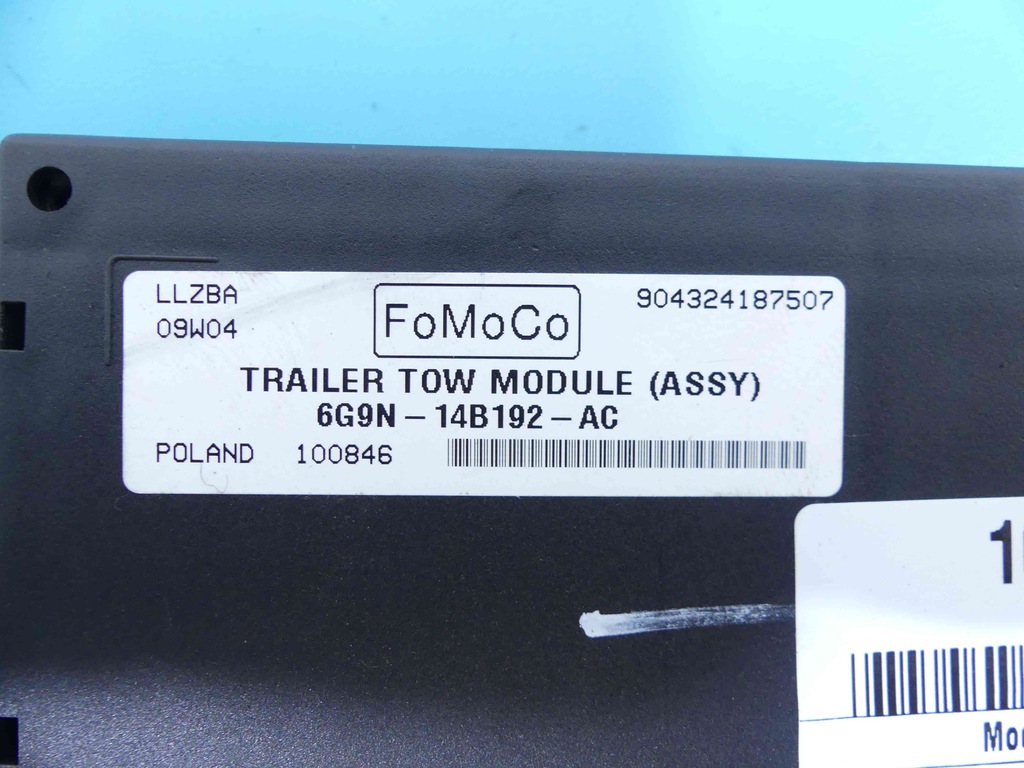 LLZBA
09W04
FoMoCo
904324187507
TRAILER TOW MODULE (ASSY)
6G9N - 14B192 - AC
POLAND 100846